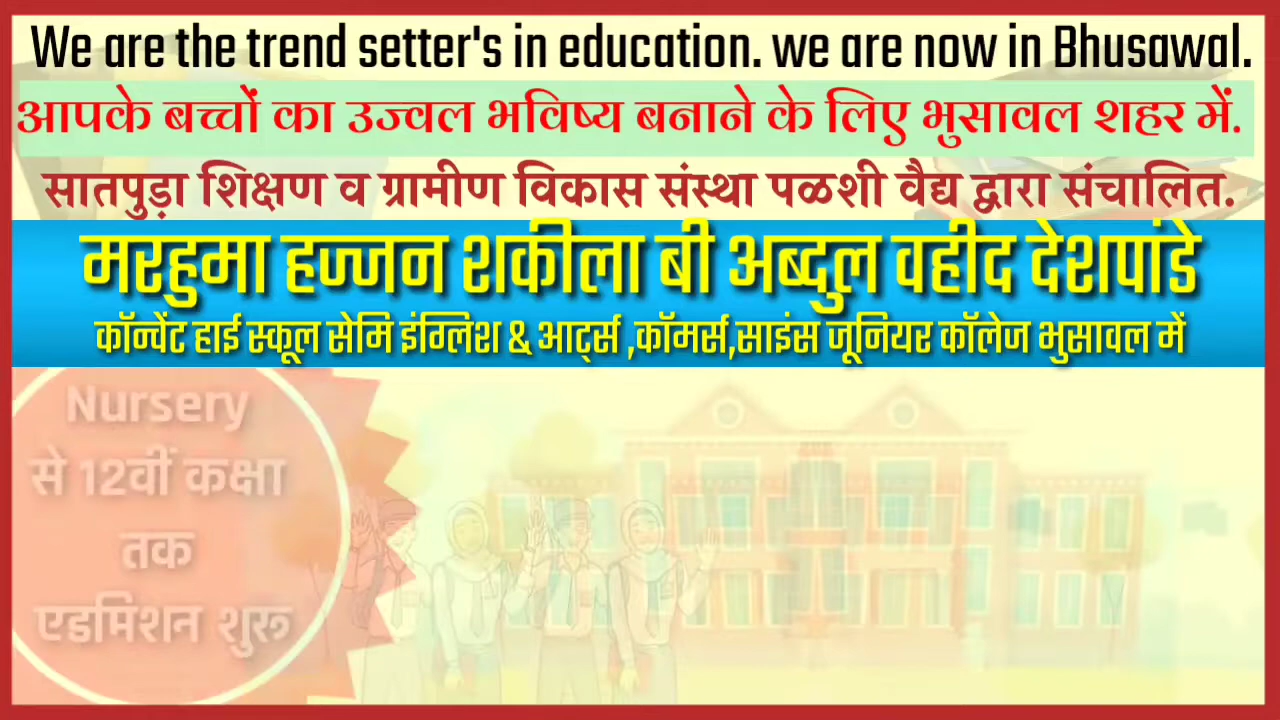 We are the trend setter's in education. we are now in Bhusawal.
आपके बच्चों का उज्वल भविष्य बनाने के लिए भुसावल शहर में.
सातपुड़ा शिक्षण व ग्रामीण विकास संस्था पळशी वैद्य द्वारा संचालित.
मरहुमा हज्जन शकीला बी अब्दुल वहीद देशपांडे
कॉन्वेंट हाई स्कूल सेमि इंग्लिश & आर्ट्स ,कॉमर्स,साइंस जूनियर कॉलेज भुसावल में
Nursery
से 12वीं कक्षा
तक
एडमिशन शुरू